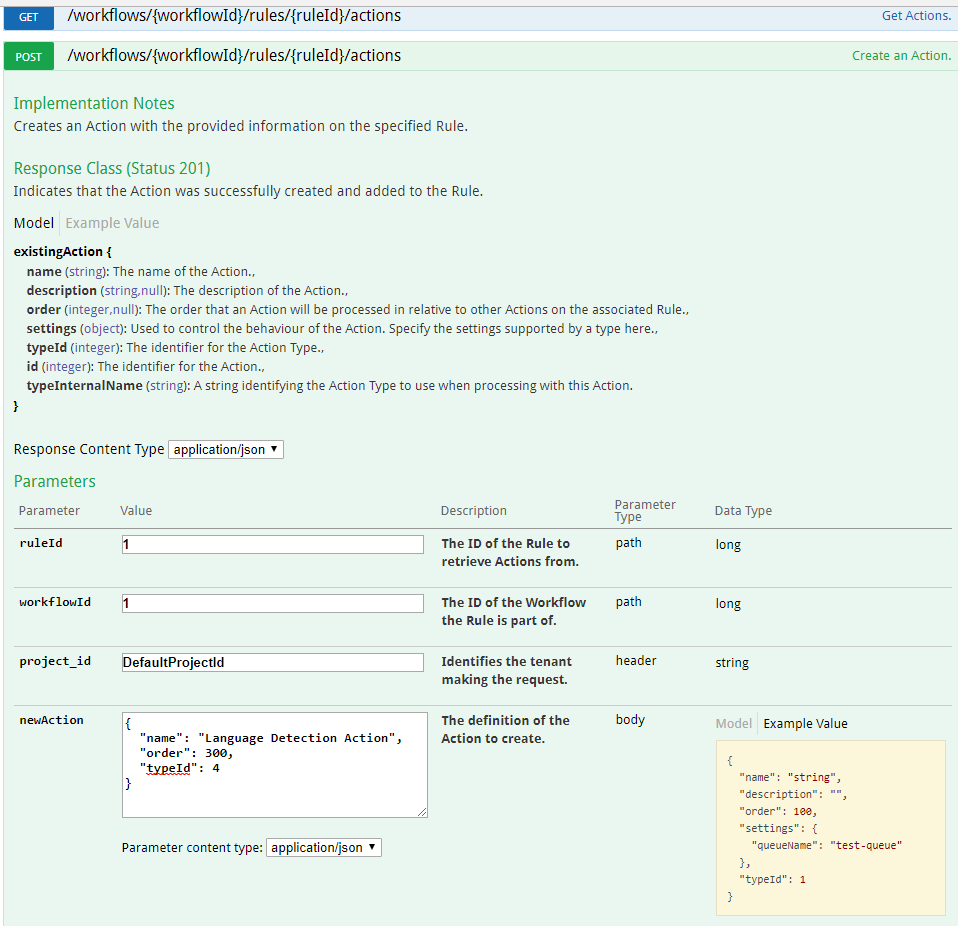 GET /workflows/{workflowId}/rules/{ruleId}/actions Get Actions.
POST /workflows/{workflowId}/rules/{ruleId}/actions Create an Action.
Implementation Notes
Creates an Action with the provided information on the specified Rule.
Response Class (Status 201)
Indicates that the Action was successfully created and added to the Rule.
Model Example Value
existingAction {
name (string): The name of the Action.,
description (string,null): The description of the Action.,
order (integer,null): The order that an Action will be processed in relative to other Actions on the associated Rule.,
settings (object): Used to control the behaviour of the Action. Specify the settings supported by a type here.,
typeId (integer): The identifier for the Action Type.,
id (integer): The identifier for the Action.,
typeInternalName (string): A string identifying the Action Type to use when processing with this Action.
}
Response Content Type application/json
Parameters
Parameter Value Description Parameter Type Data Type
ruleId 1 The ID of the Rule to path long
retrieve Actions from.
workflowId 1 The ID of the Workflow path long
the Rule is part of.
project_id DefaultProjectId Identifies the tenant header string
making the request.
newAction The definition of the body
Action to create.
{
"name": "Language Detection Action",
"order": 300,
"typeId": 4
}
Parameter content type: application/json
Model Example Value
{
"name": "string",
"description": "",
"order": 100,
"settings": {
"queueName": "test-queue"
},
"typeId": 1
}